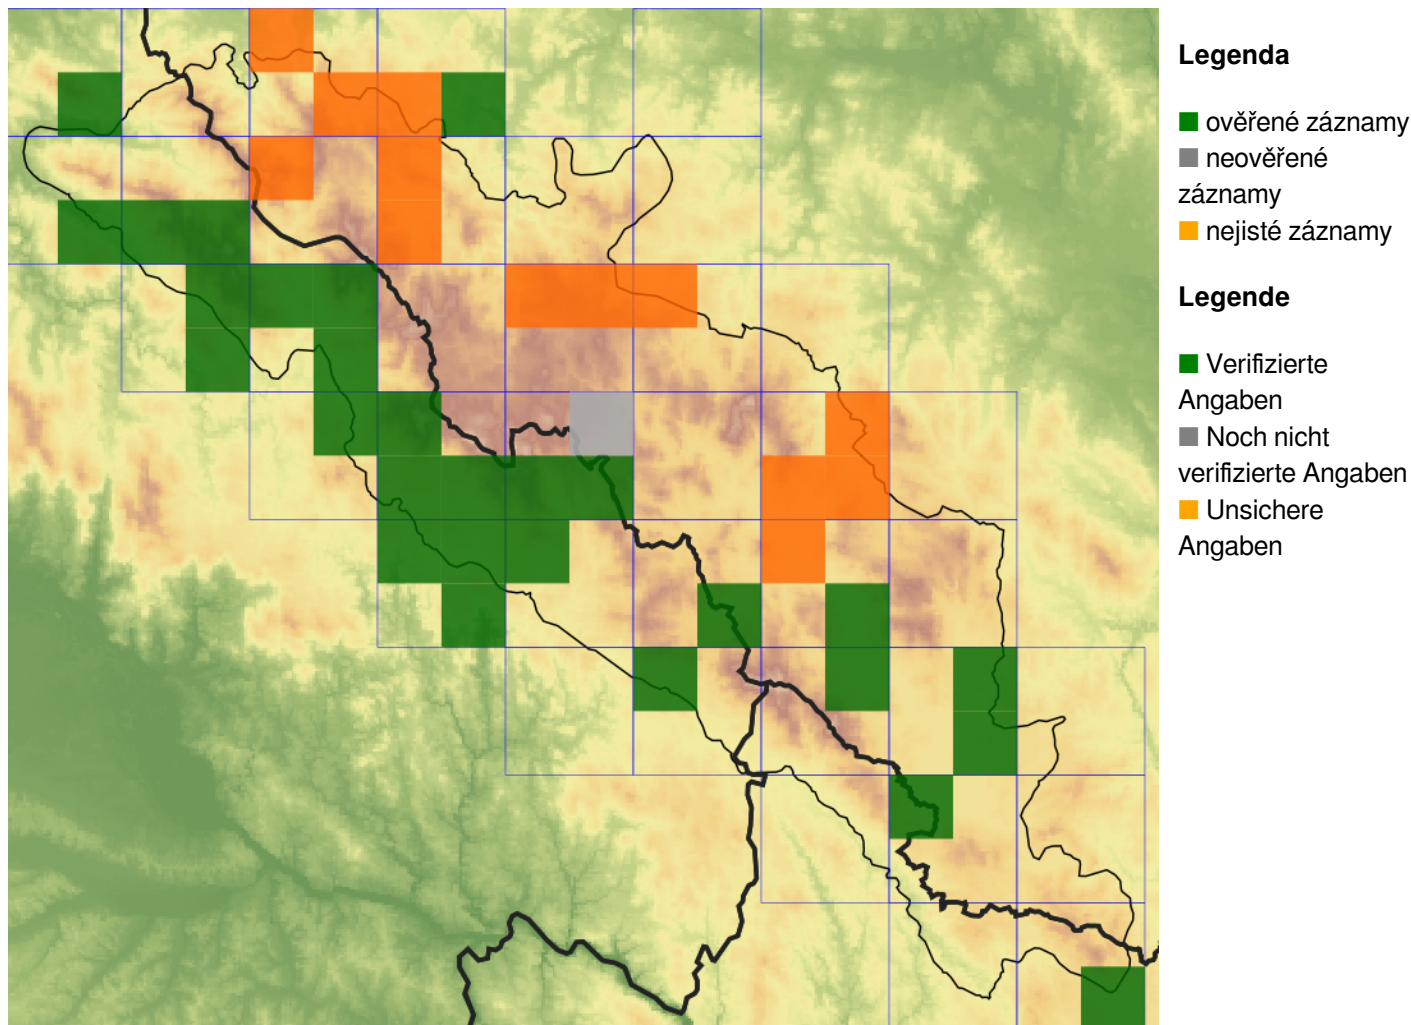 Legenda
ověřené záznamy
neověřené
záznamy
nejisté záznamy
Legende
Verifizierte
Angaben
Noch nicht
verifizierte Angaben
Unsichere
Angaben